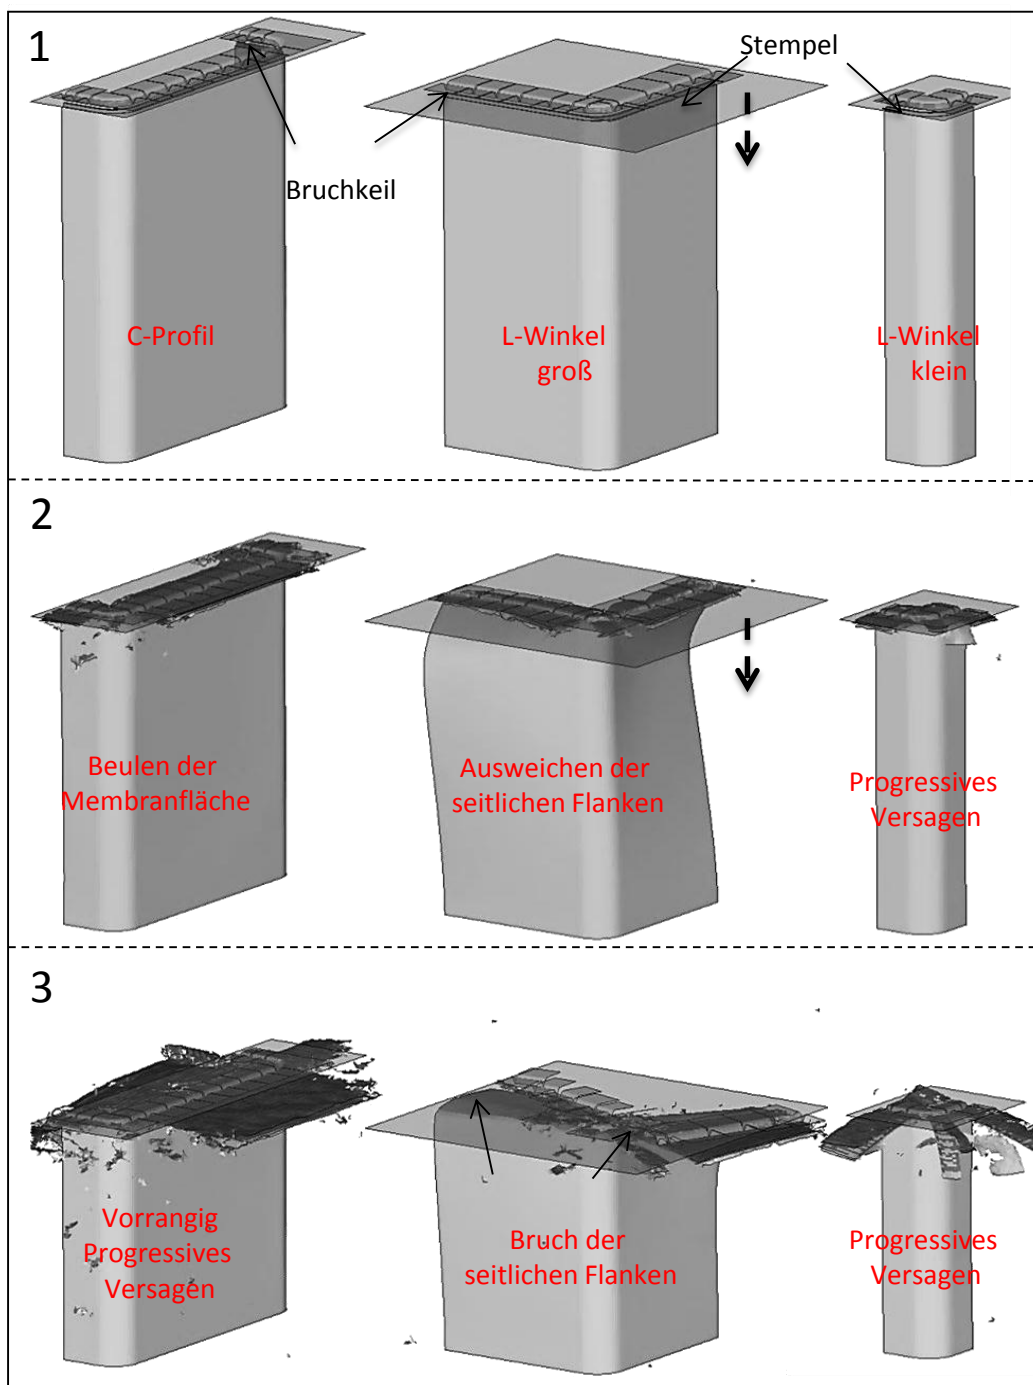 1
Stempel
Bruchkeil
C-Profil
L-Winkel
groß
L-Winkel
klein
2
Beulen der
Membranfläche
Ausweichen der
seitlichen Flanken
Progressives
Versagen
3
Vorrangig
Progressives
Versagen
Bruch der
seitlichen Flanken
Progressives
Versagen